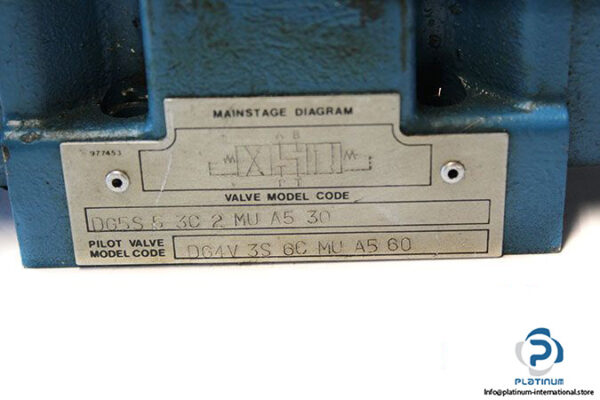 MAINSTAGE DIAGRAM
977453
A B
P T
VALVE MODEL CODE
DG5S 5 3C 2 MU A5 30
PILOT VALVE
MODEL CODE
DG4V 3S 6C MU A5 60
PLATINUM
Info@platinum-international.store